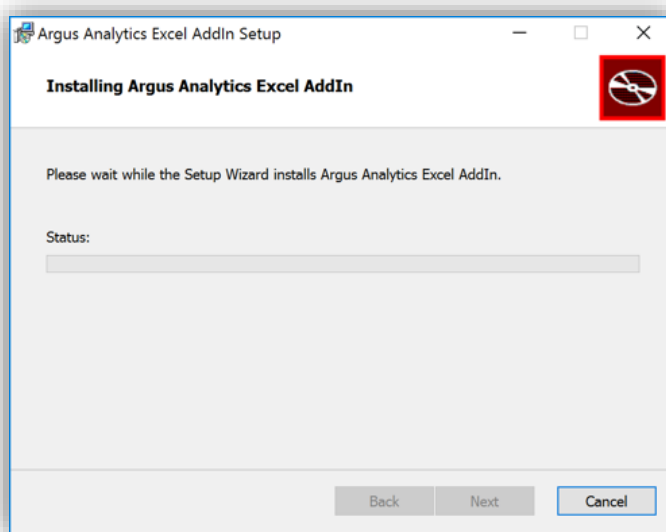 Argus Analytics Excel AddIn Setup
Installing Argus Analytics Excel AddIn
Please wait while the Setup Wizard installs Argus Analytics Excel AddIn.
Status:
Back Next Cancel